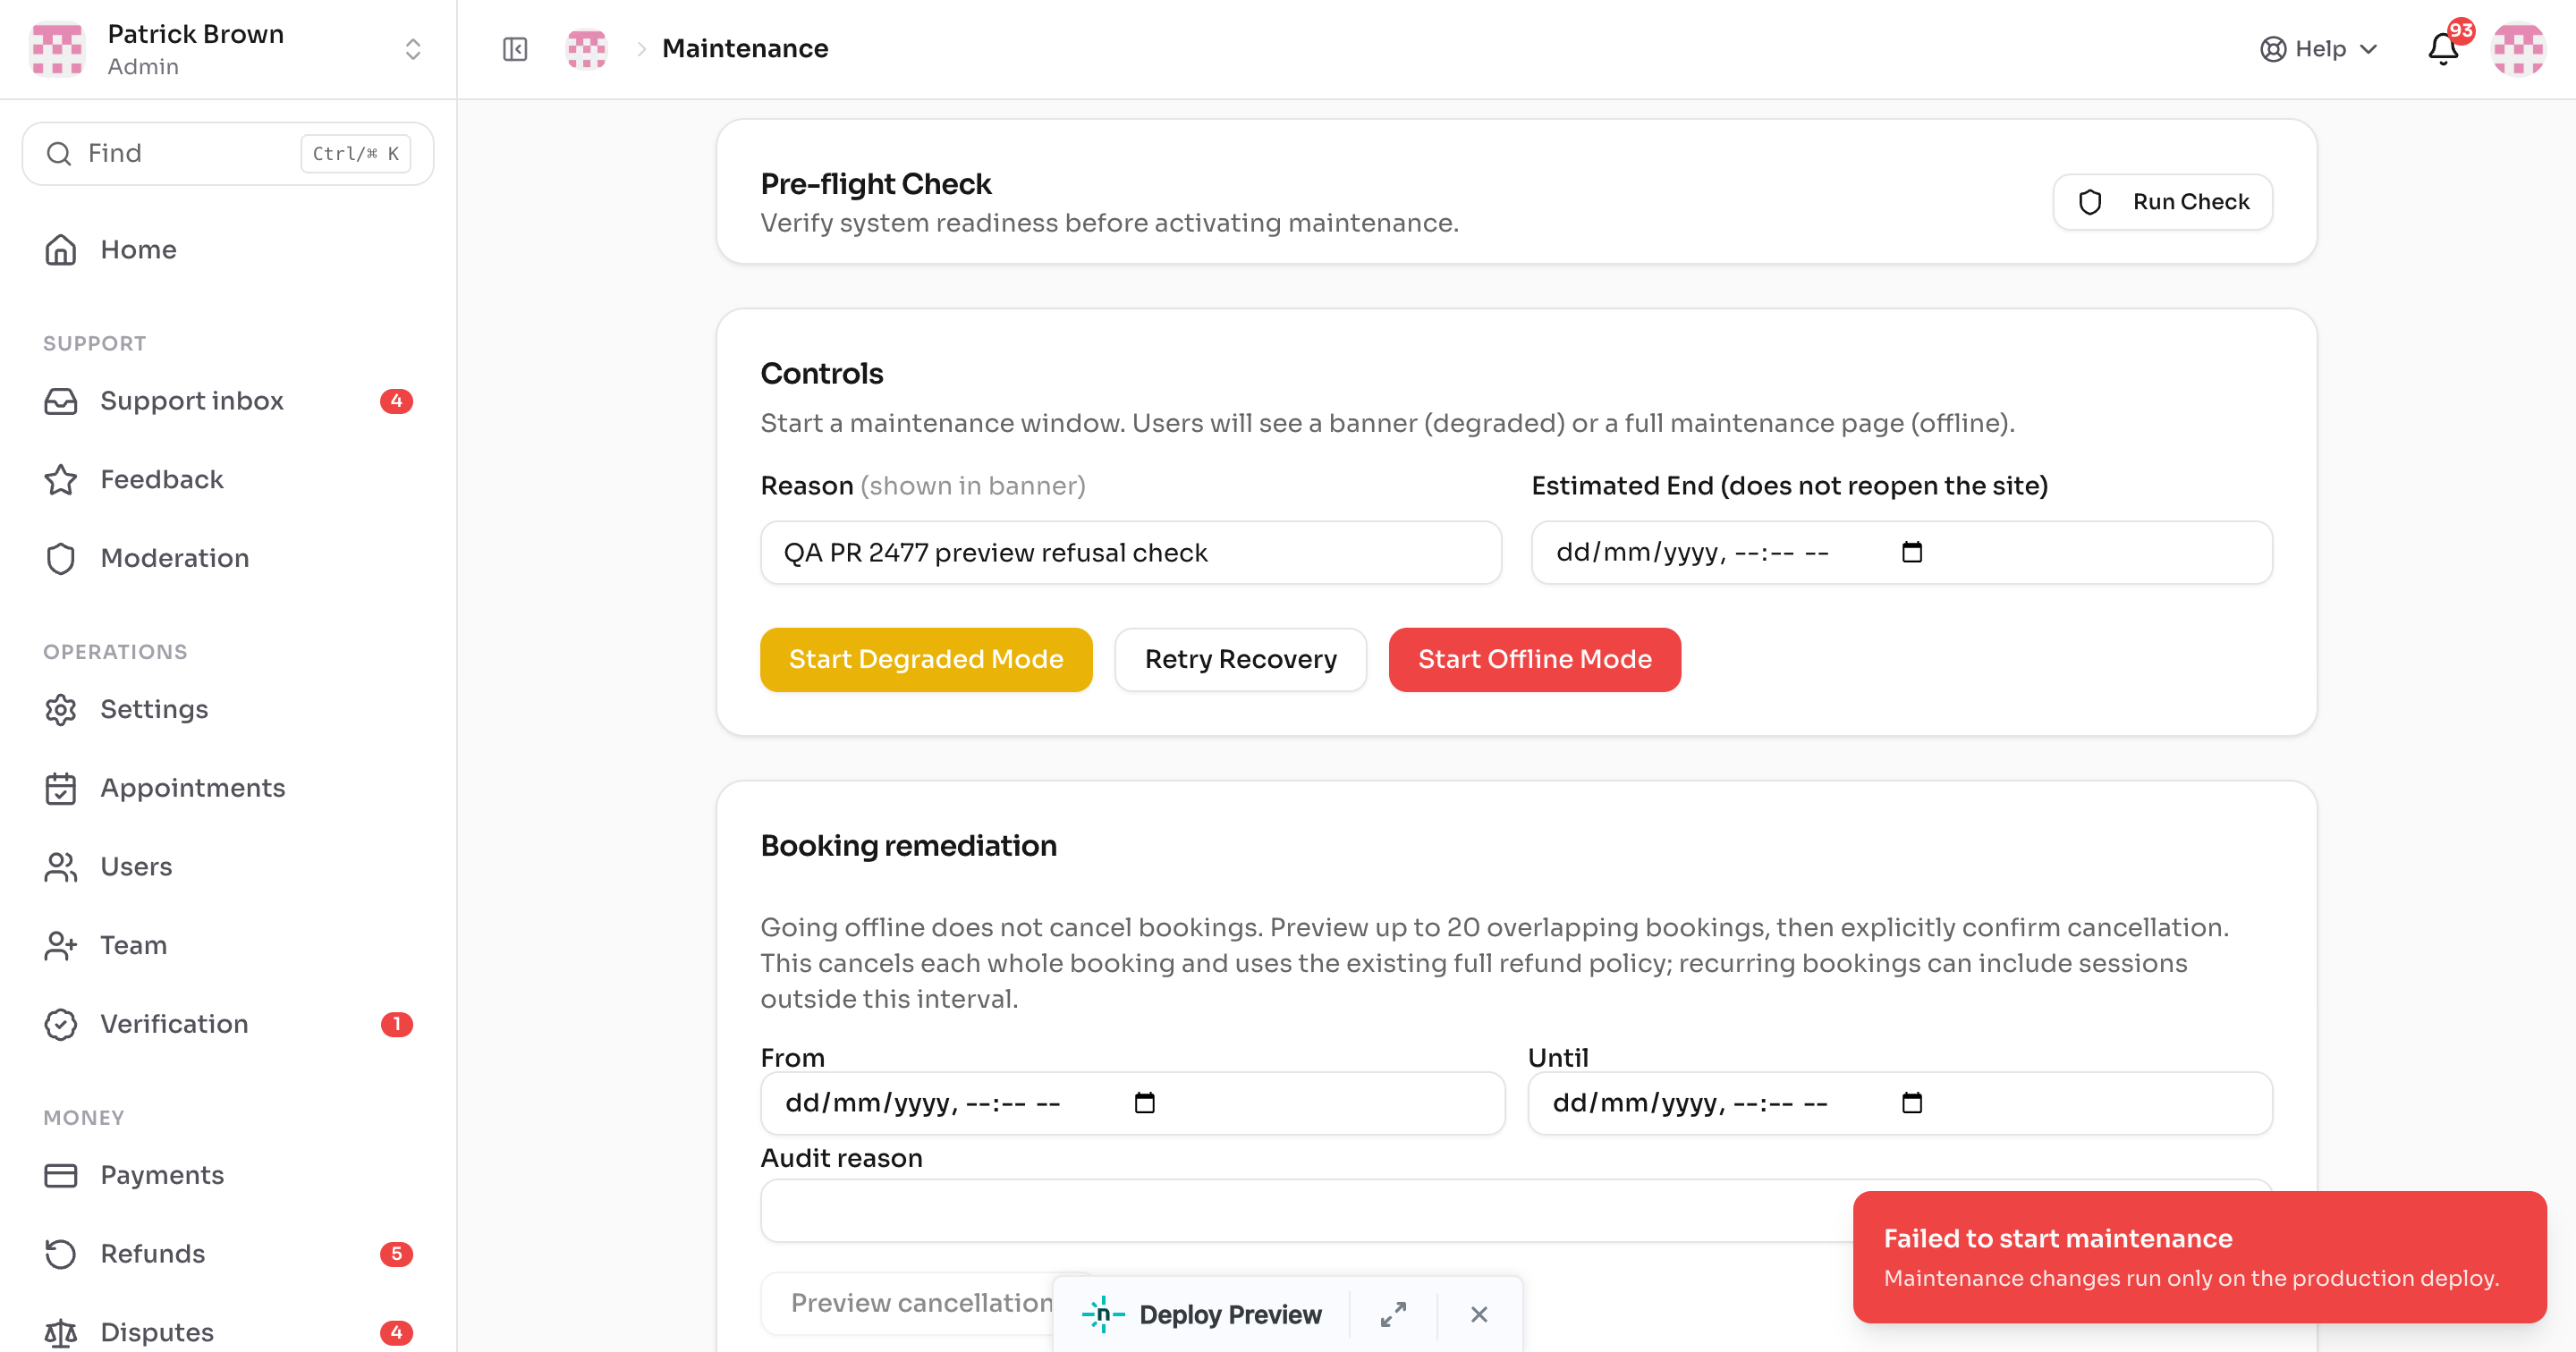 Patrick Brown
Admin
Find
Ctrl/⌘ K
Home
SUPPORT
Support inbox
4
Feedback
Moderation
OPERATIONS
Settings
Appointments
Users
Team
Verification
1
MONEY
Payments
Refunds
5
Disputes
4
Maintenance
Help
93
Pre-flight Check
Verify system readiness before activating maintenance.
Run Check
Controls
Start a maintenance window. Users will see a banner (degraded) or a full maintenance page (offline).
Reason (shown in banner)
QA PR 2477 preview refusal check
Estimated End (does not reopen the site)
dd/mm/yyyy, --:-- --
Start Degraded Mode
Retry Recovery
Start Offline Mode
Booking remediation
Going offline does not cancel bookings. Preview up to 20 overlapping bookings, then explicitly confirm cancellation.
This cancels each whole booking and uses the existing full refund policy; recurring bookings can include sessions
outside this interval.
From
dd/mm/yyyy, --:-- --
Until
dd/mm/yyyy, --:-- --
Audit reason
Preview cancellation
Deploy Preview
Failed to start maintenance
Maintenance changes run only on the production deploy.